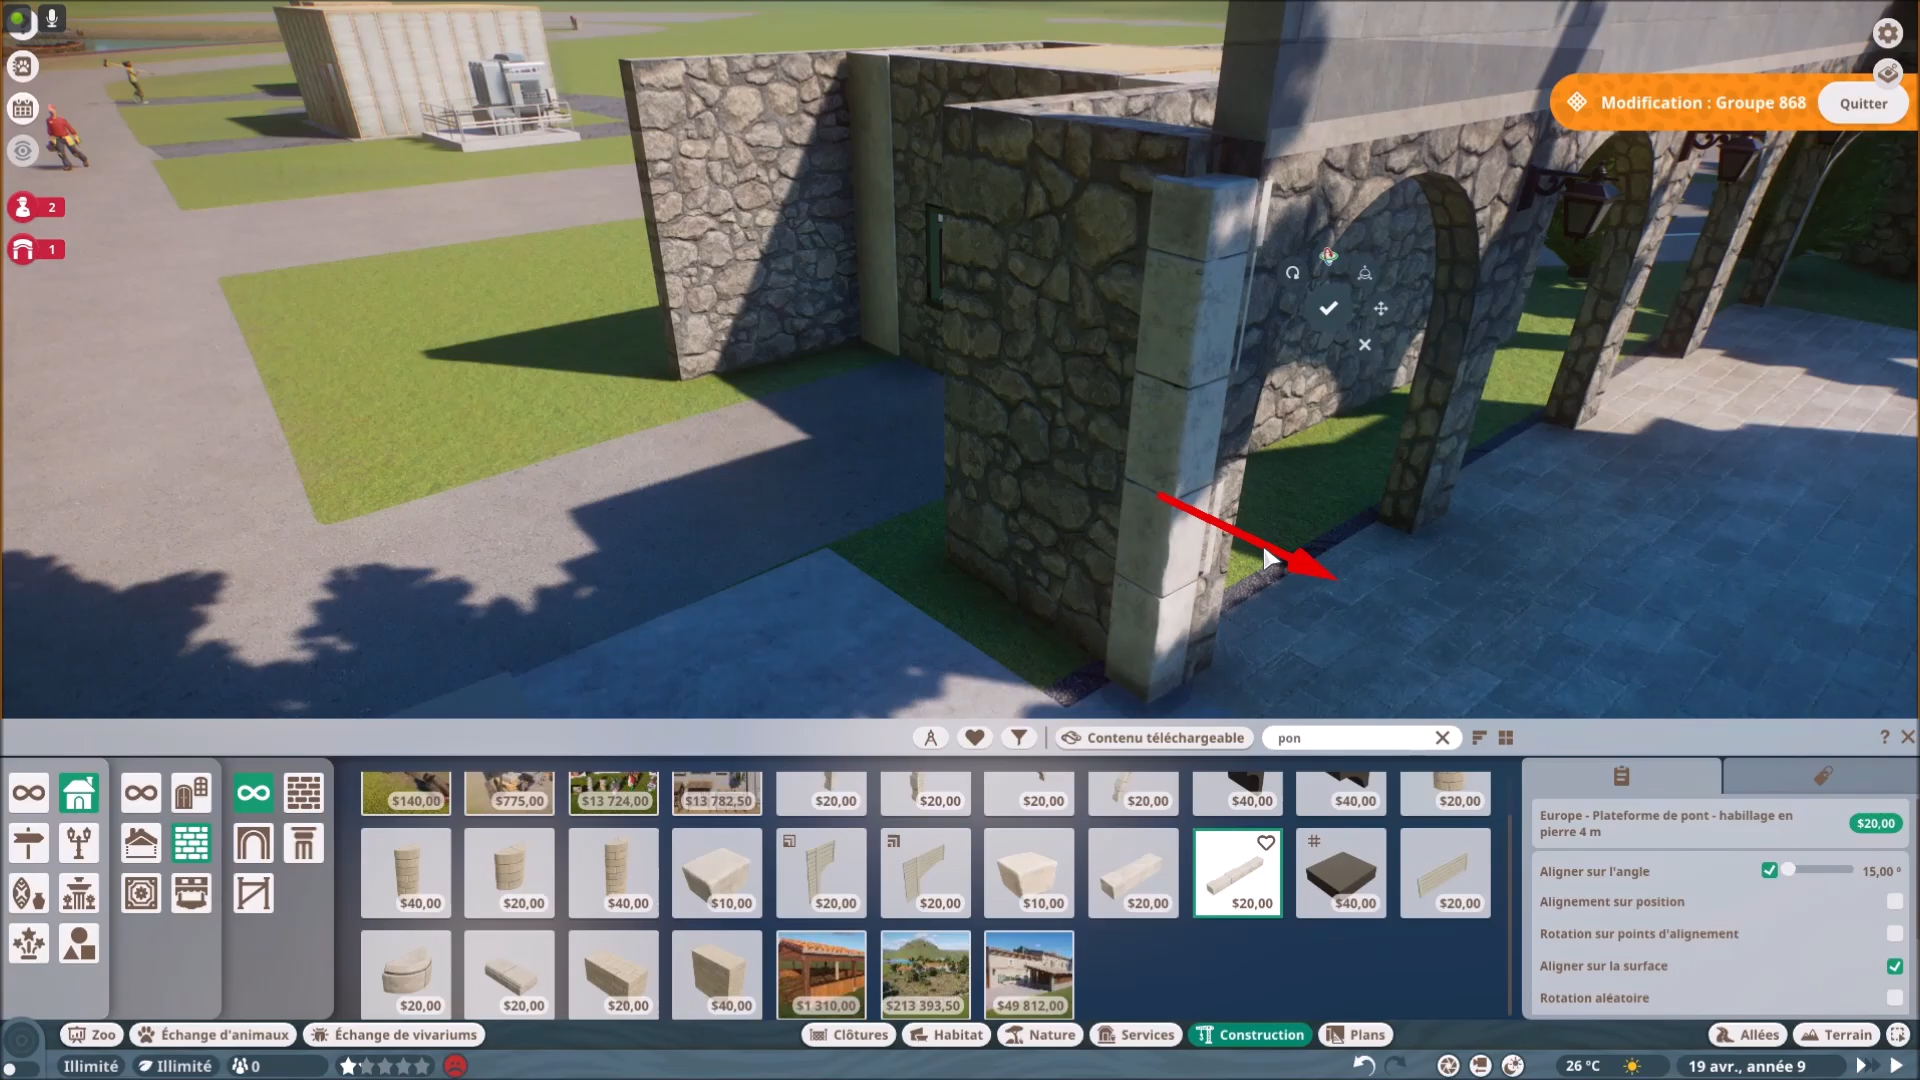 Modification : Groupe 868
Quitter
2
1
Contenu téléchargeable
pon
?
$140,00
$775,00
$13 724,00
$13 782,50
$20,00
$20,00
$20,00
$20,00
$40,00
$40,00
$20,00
$40,00
$20,00
$40,00
$10,00
$20,00
$20,00
$10,00
$20,00
$20,00
$40,00
$20,00
$20,00
$20,00
$20,00
$40,00
$1 310,00
$213 393,50
$49 812,00
Europe - Plateforme de pont - habillage en
pierre 4 m
$20,00
Aligner sur l'angle
15,00 °
Alignement sur position
Rotation sur points d'alignement
Aligner sur la surface
Rotation aléatoire
Zoo
Échange d'animaux
Échange de vivariums
Clôtures
Habitat
Nature
Services
Construction
Plans
Allées
Terrain
Illimité
Illimité
0
26 °C
19 avr., année 9